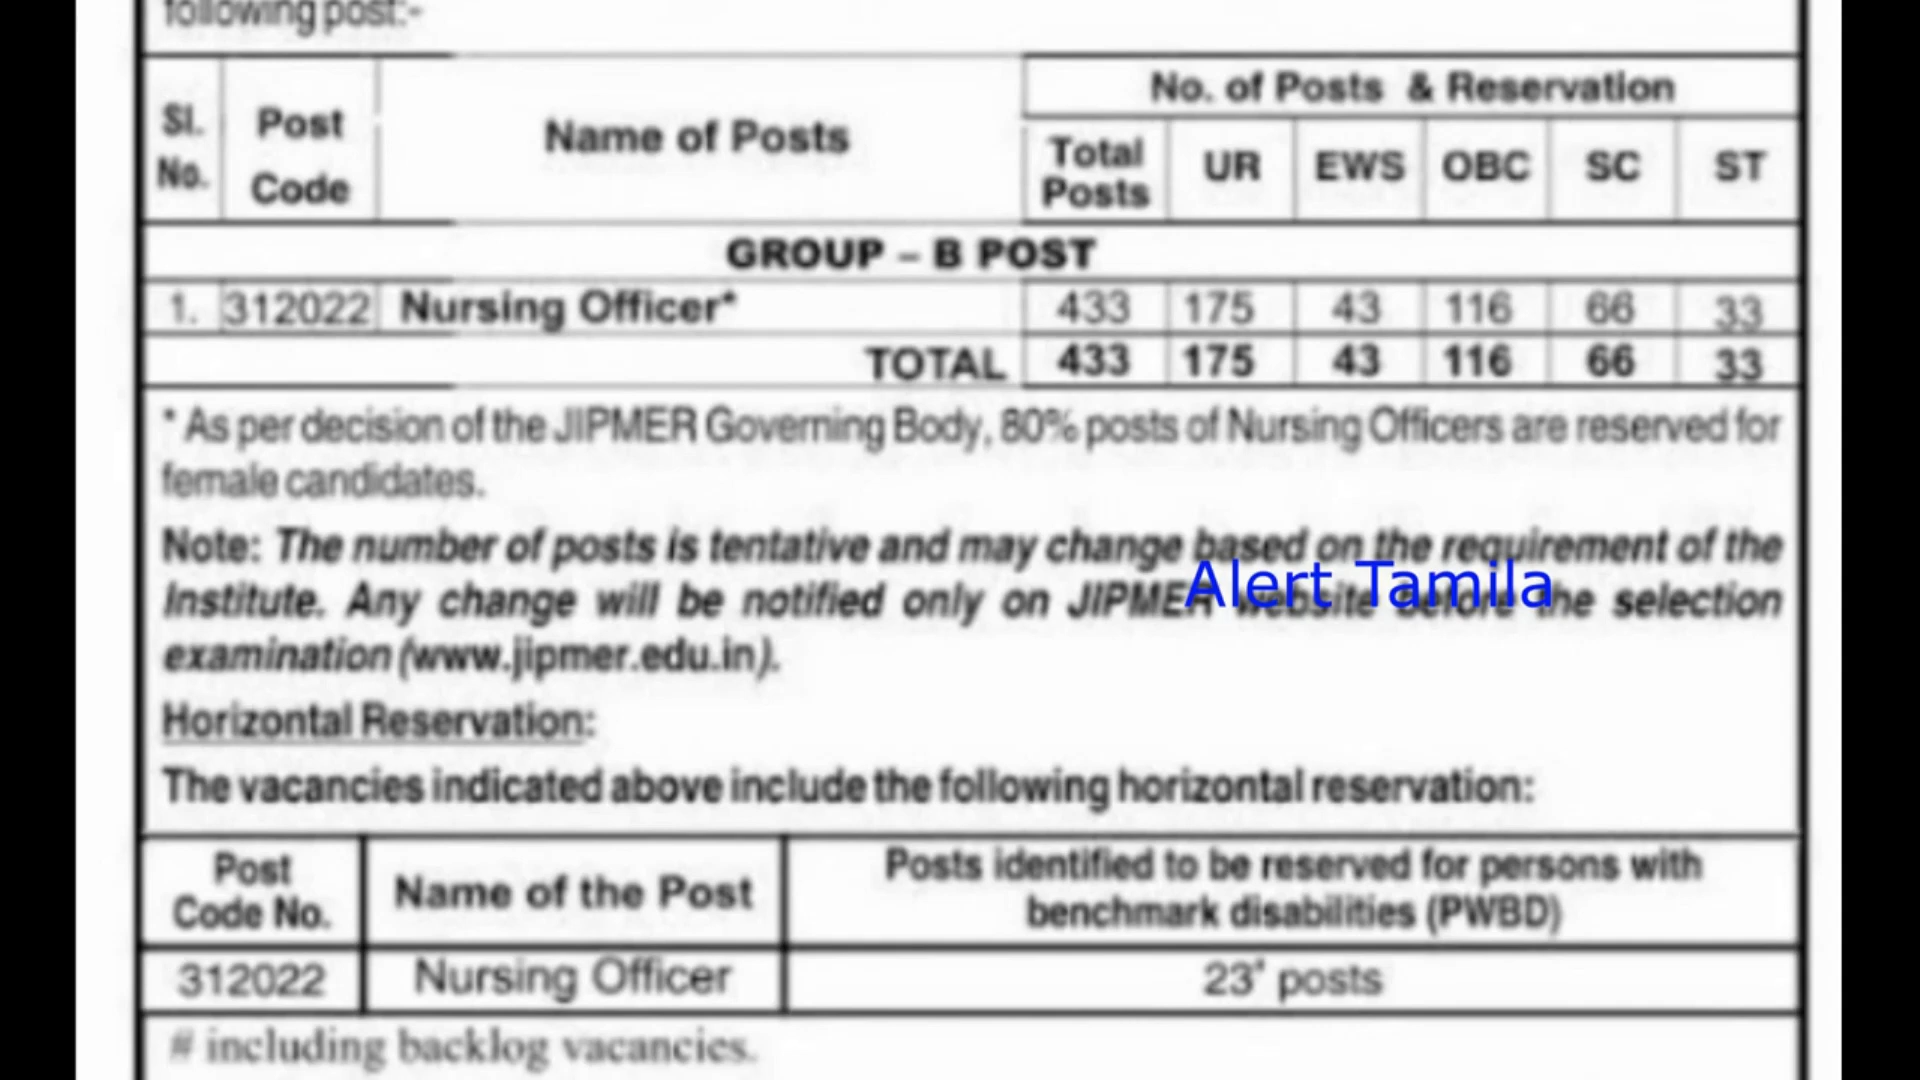 following post:-
Sl. No. Post Code Name of Posts No. of Posts & Reservation
Total Posts UR EWS OBC SC ST
GROUP – B POST
1. 312022 Nursing Officer* 433 175 43 116 66 33
TOTAL 433 175 43 116 66 33
* As per decision of the JIPMER Governing Body, 80% posts of Nursing Officers are reserved for
female candidates.
Note: The number of posts is tentative and may change based on the requirement of the
Institute. Any change will be notified only on JIPMER website before the selection
Alert Tamila
examination (www.jipmer.edu.in).
Horizontal Reservation:
The vacancies indicated above include the following horizontal reservation:
Post Code No. Name of the Post Posts identified to be reserved for persons with benchmark disabilities (PWBD)
312022 Nursing Officer 23# posts
# including backlog vacancies.